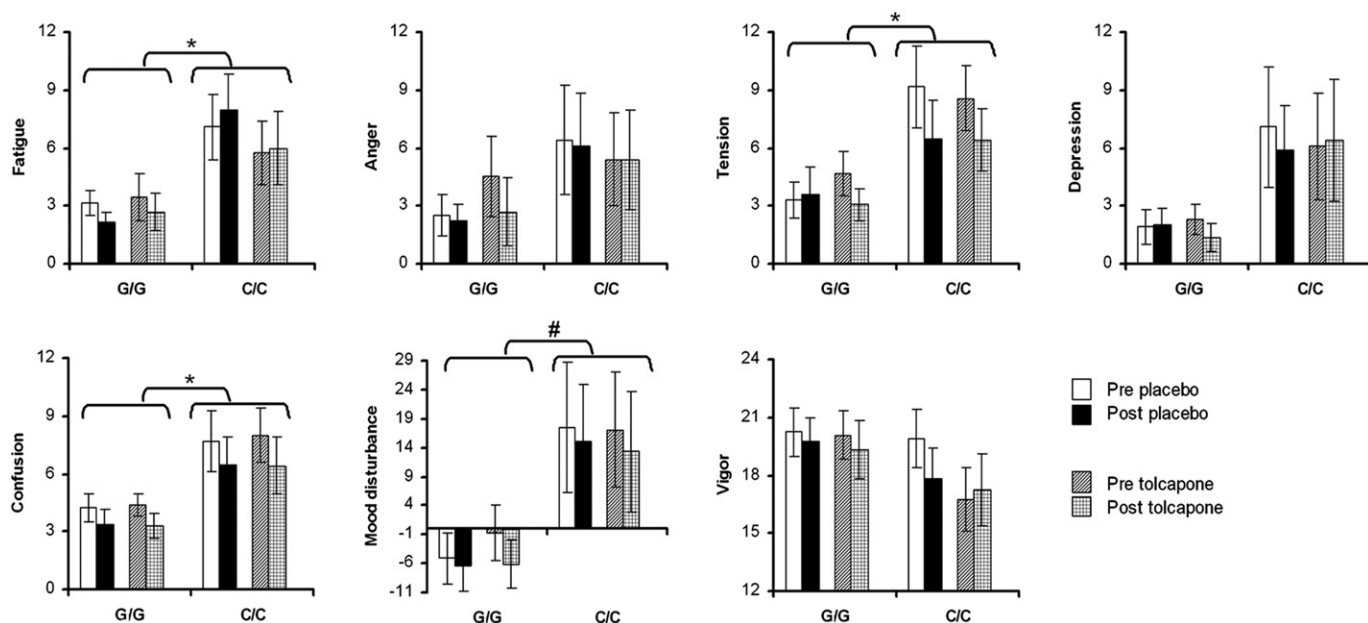 12
9
6
3
0
Fatigue
*
G/G
C/C
12
9
6
3
0
Anger
G/G
C/C
12
9
6
3
0
Tension
*
G/G
C/C
12
9
6
3
0
Depression
G/G
C/C
12
9
6
3
0
Confusion
*
G/G
C/C
29
24
19
14
9
4
-1
-6
-11
Mood disturbance
#
G/G
C/C
24
21
18
15
12
Vigor
G/G
C/C
Pre placebo
Post placebo
Pre tolcapone
Post tolcapone